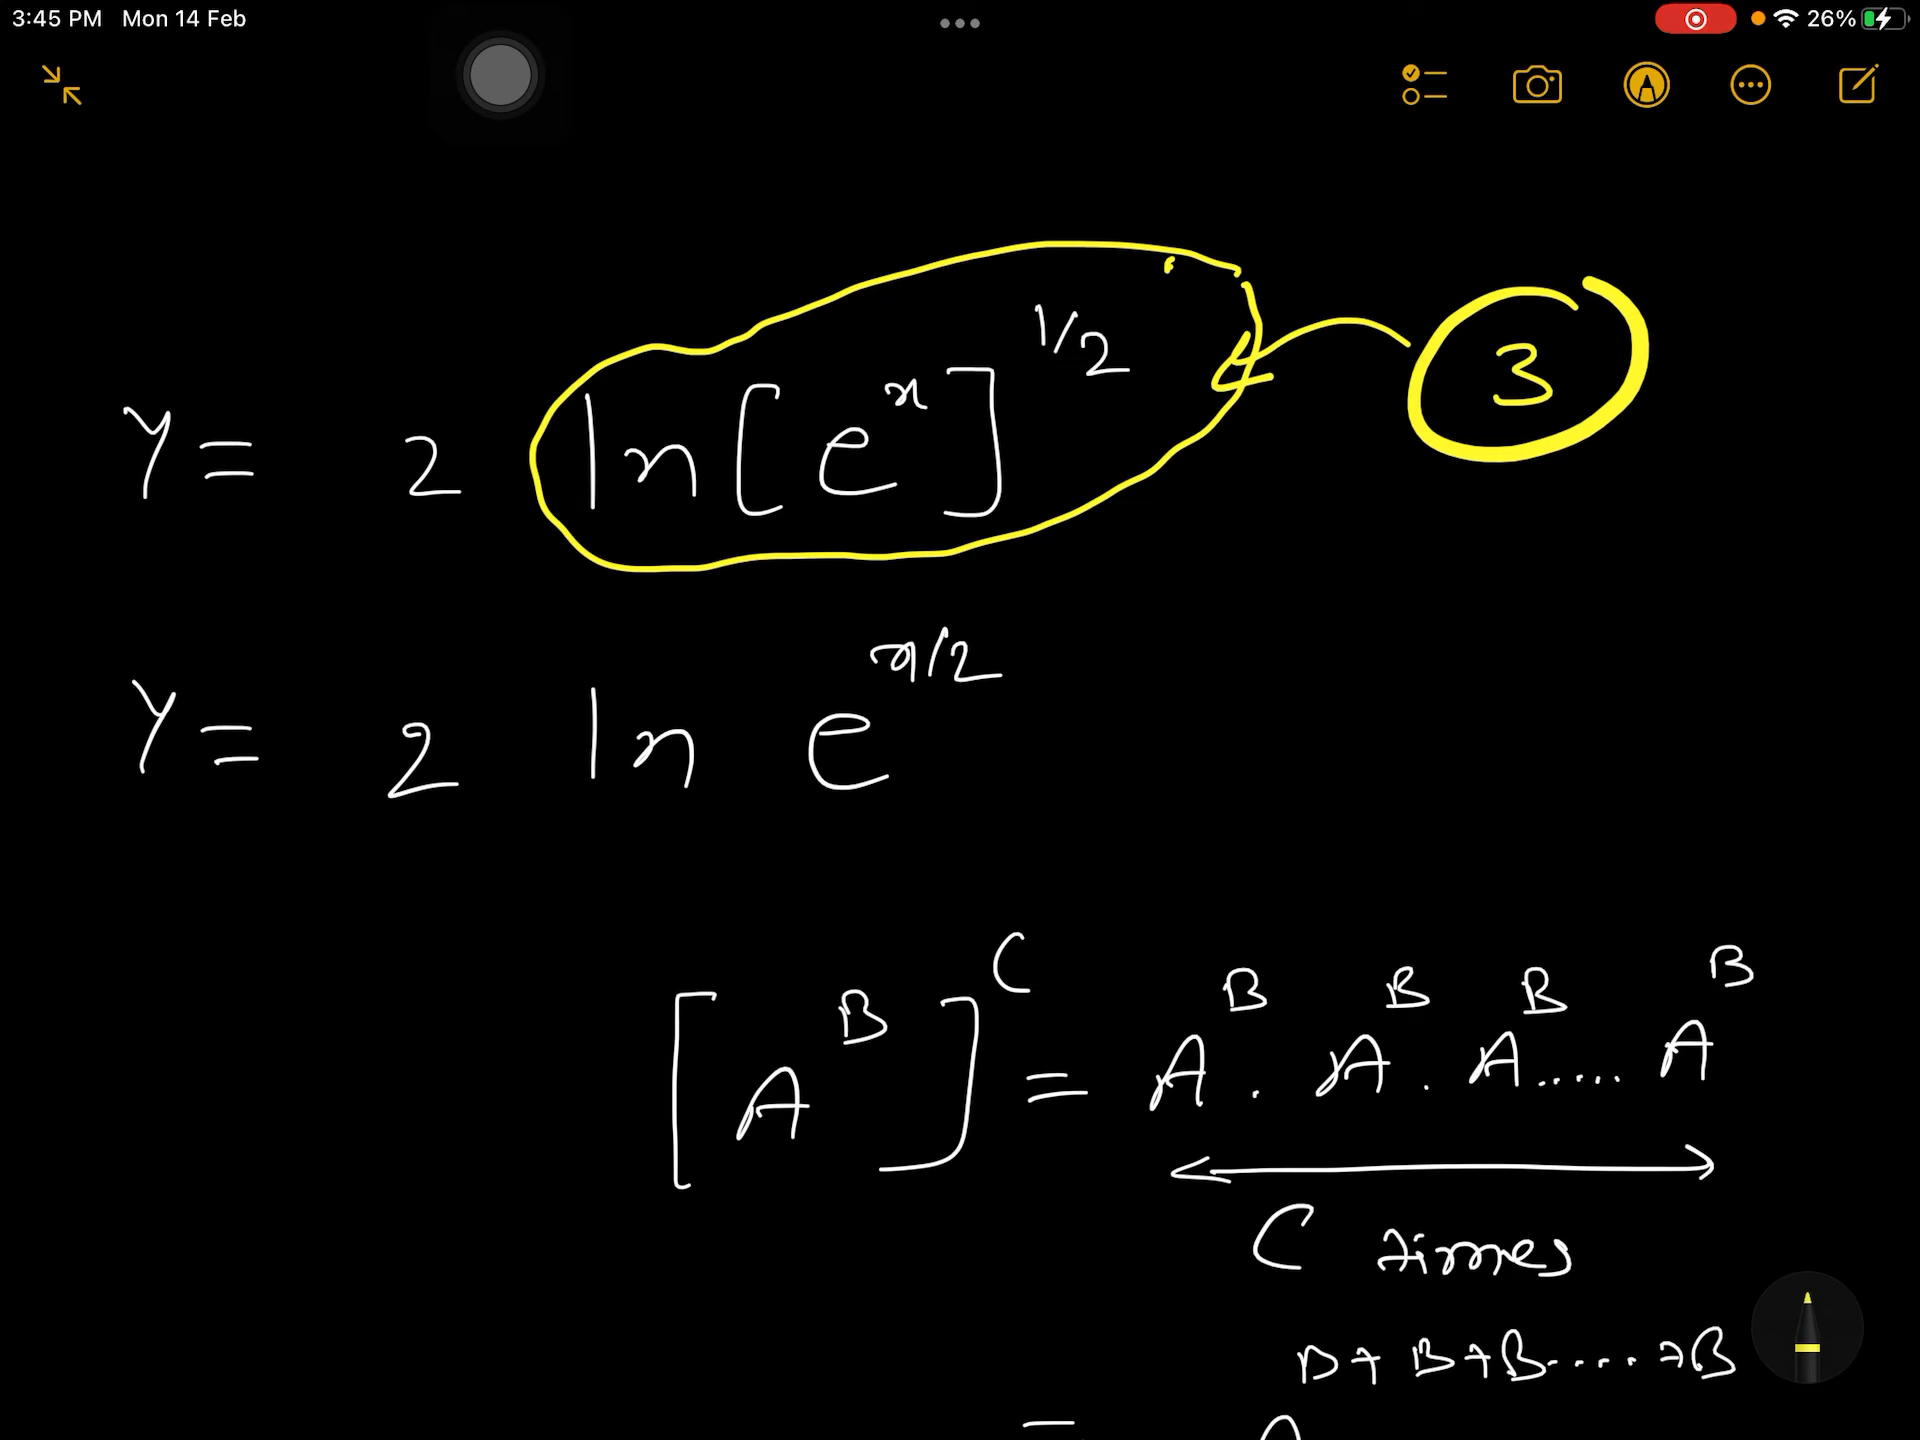 3:45 PM Mon 14 Feb 26%
Y = 2 ln[e^x]^1/2 3
Y = 2 ln e^x/2
[A^B]^C = A^B . A^B . A^B ..... A^B
C times
B + B + B ..... + B
= A